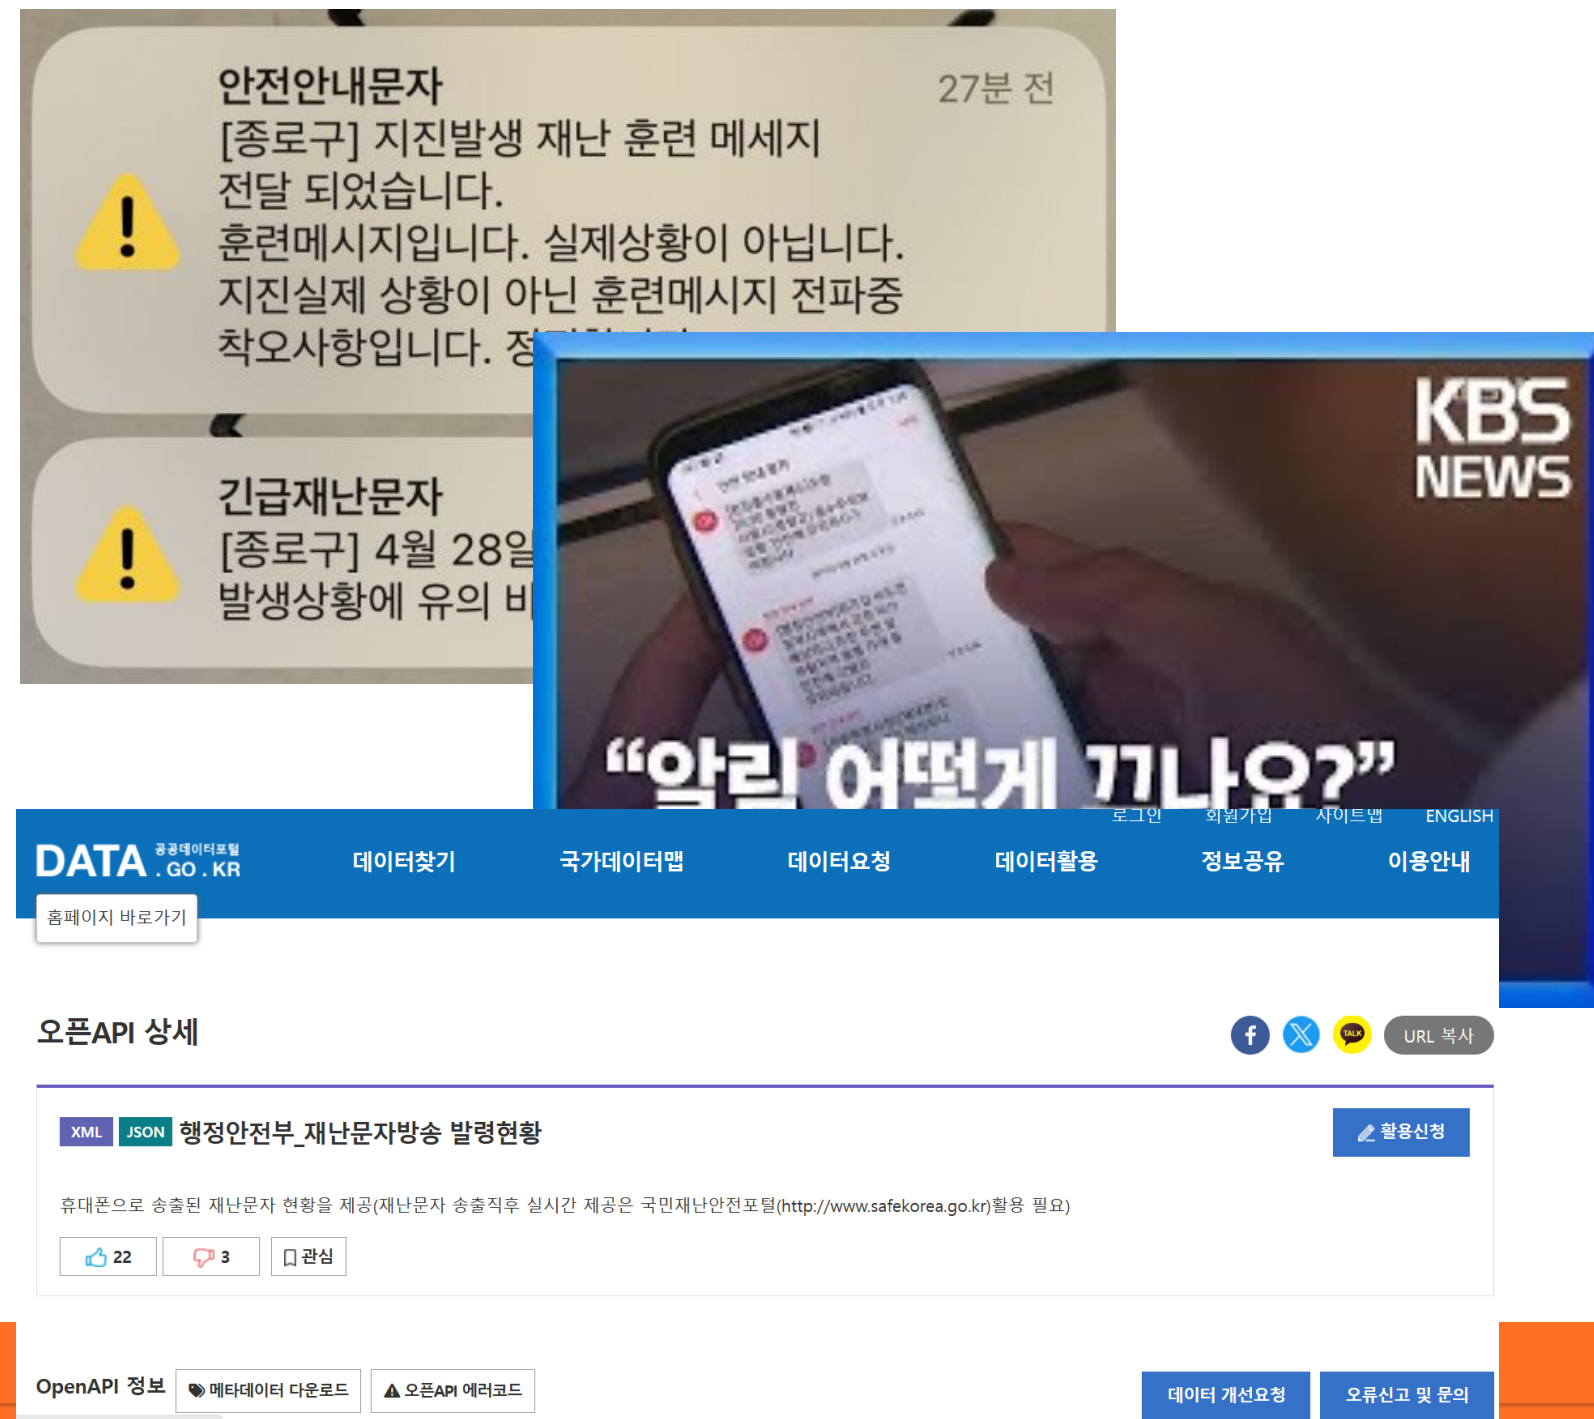 안전안내문자
27분 전
[종로구] 지진발생 재난 훈련 메세지
전달 되었습니다.
훈련메시지입니다. 실제상황이 아닙니다.
지진실제 상황이 아닌 훈련메시지 전파중
착오사항입니다.
긴급재난문자
[종로구] 4월 28일
발생상황에 유의
KBS
NEWS
“알림 어떻게 끄나요?”
로그인 회원가입 사이트맵 ENGLISH
DATA 공공데이터포털
. GO . KR
데이터찾기 국가데이터맵 데이터요청 데이터활용 정보공유 이용안내
홈페이지 바로가기
오픈API 상세
TALK
URL 복사
XML JSON 행정안전부_재난문자방송 발령현황
활용신청
휴대폰으로 송출된 재난문자 현황을 제공(재난문자 송출직후 실시간 제공은 국민재난안전포털(http://www.safekorea.go.kr)활용 필요)
22 3 관심
OpenAPI 정보 메타데이터 다운로드 오픈API 에러코드
데이터 개선요청 오류신고 및 문의